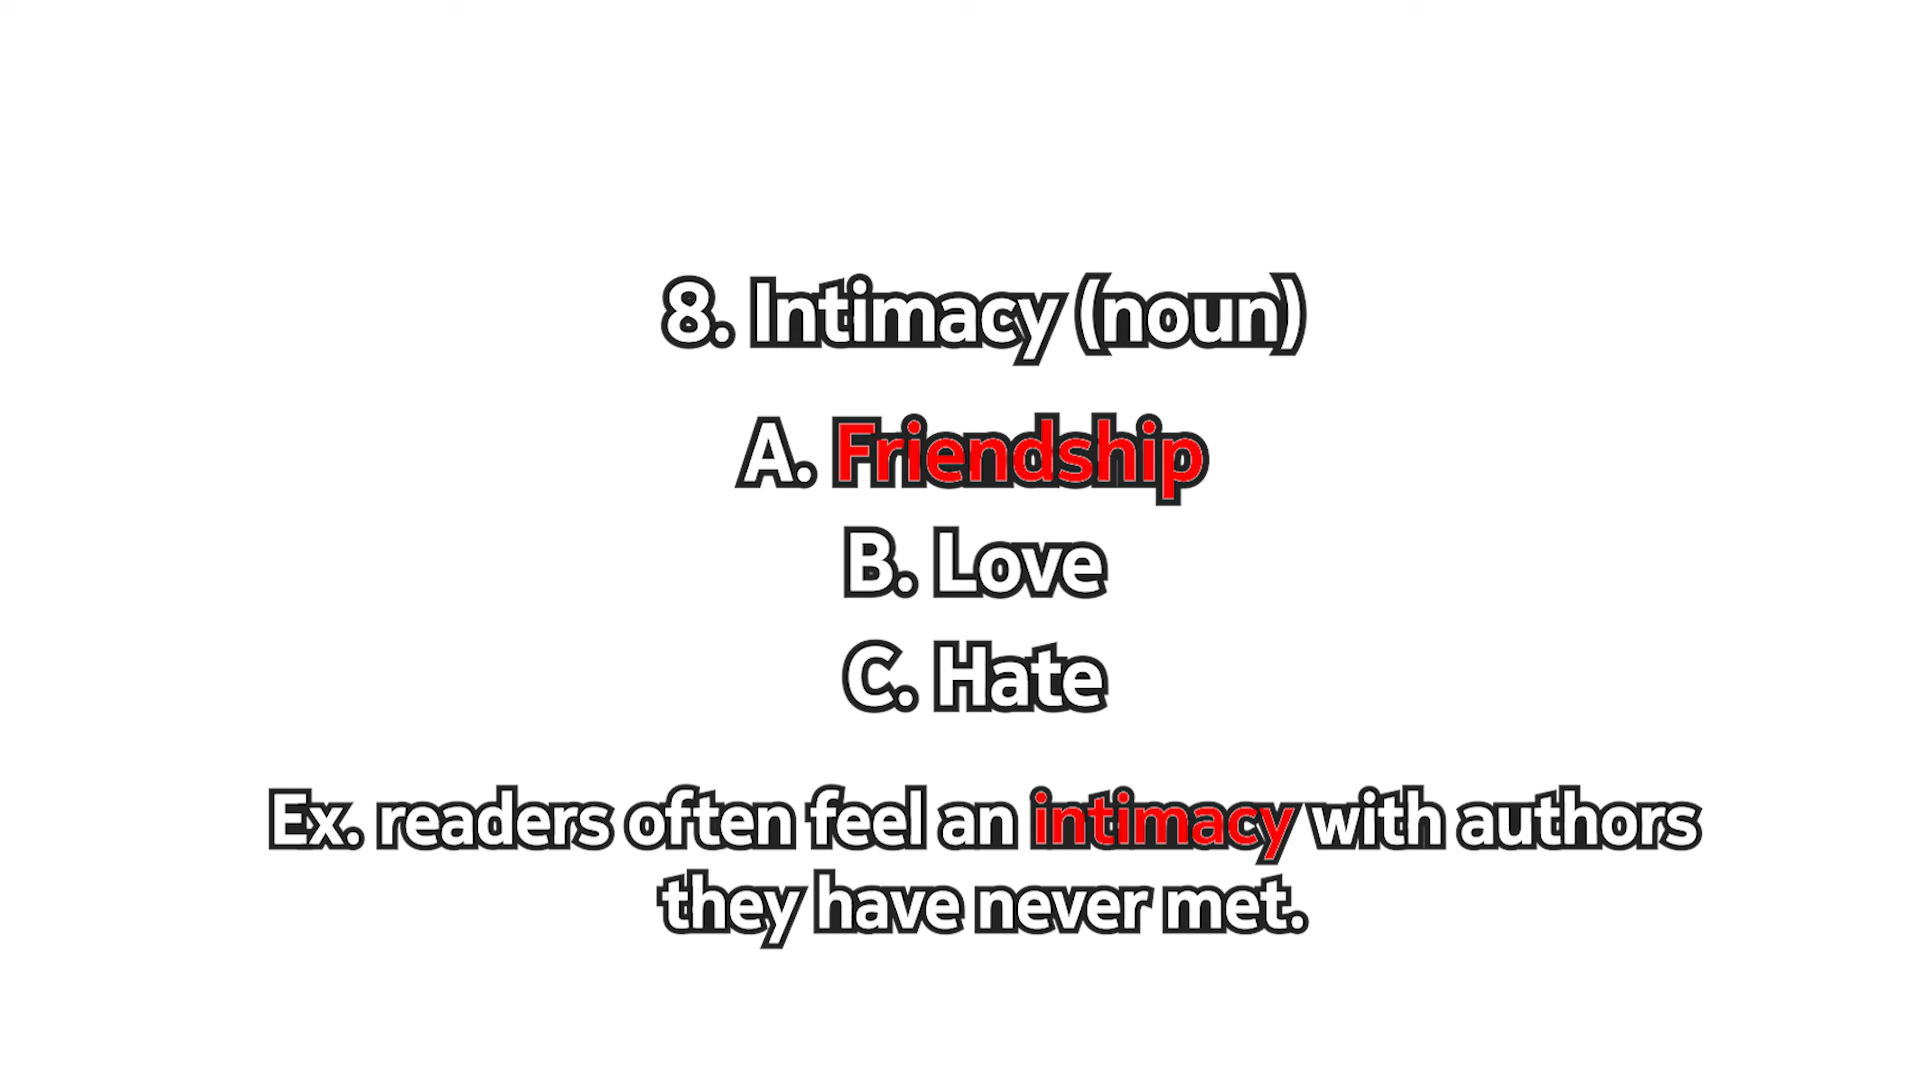 8. Intimacy (noun)
A. Friendship
B. Love
C. Hate
Ex. readers often feel an intimacy with authors
they have never met.